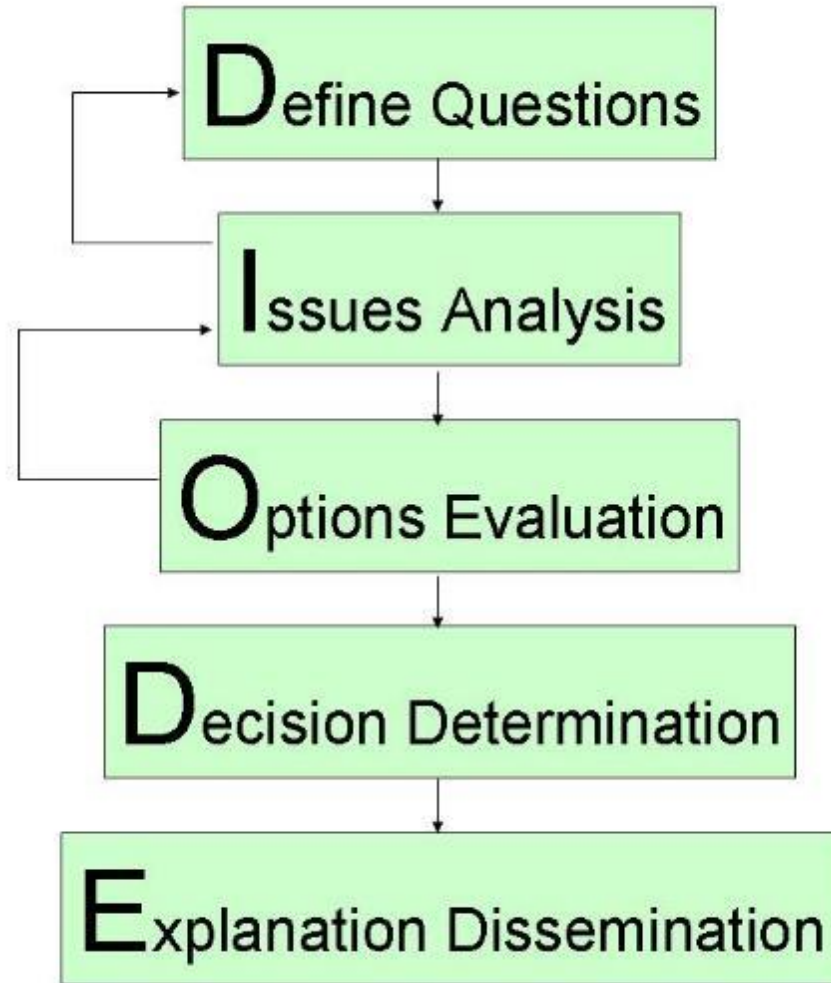 Define Questions
Issues Analysis
Options Evaluation
Decision Determination
Explanation Dissemination